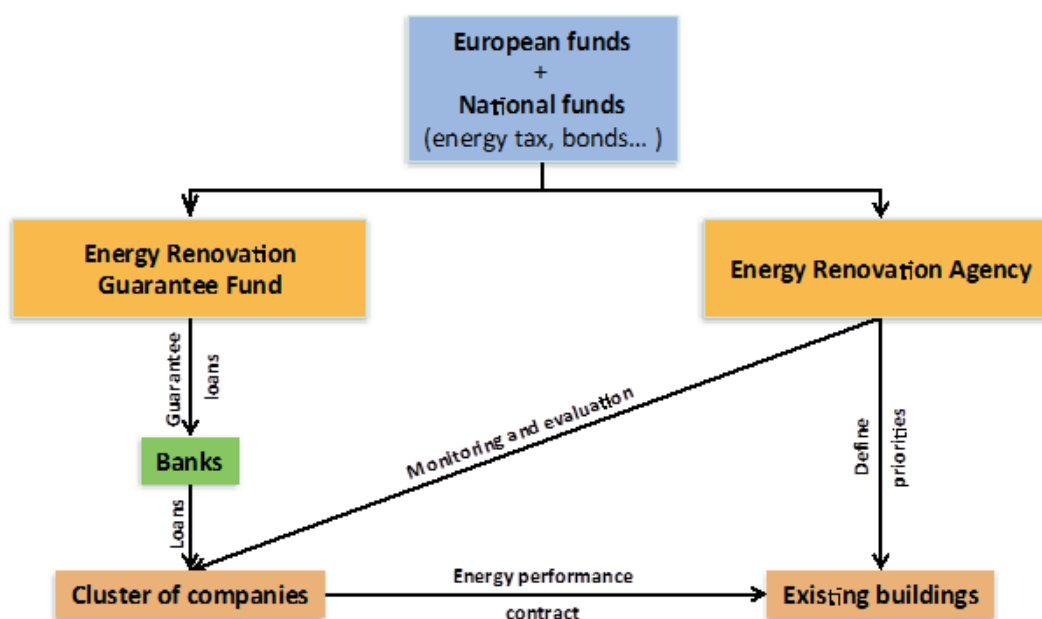 European funds
+
National funds
(energy tax, bonds... )
Energy Renovation
Guarantee Fund
Energy Renovation Agency
Guarantee
loans
Monitoring and evaluation
Define
priorities
Banks
Loans
Cluster of companies
Energy performance
contract
Existing buildings